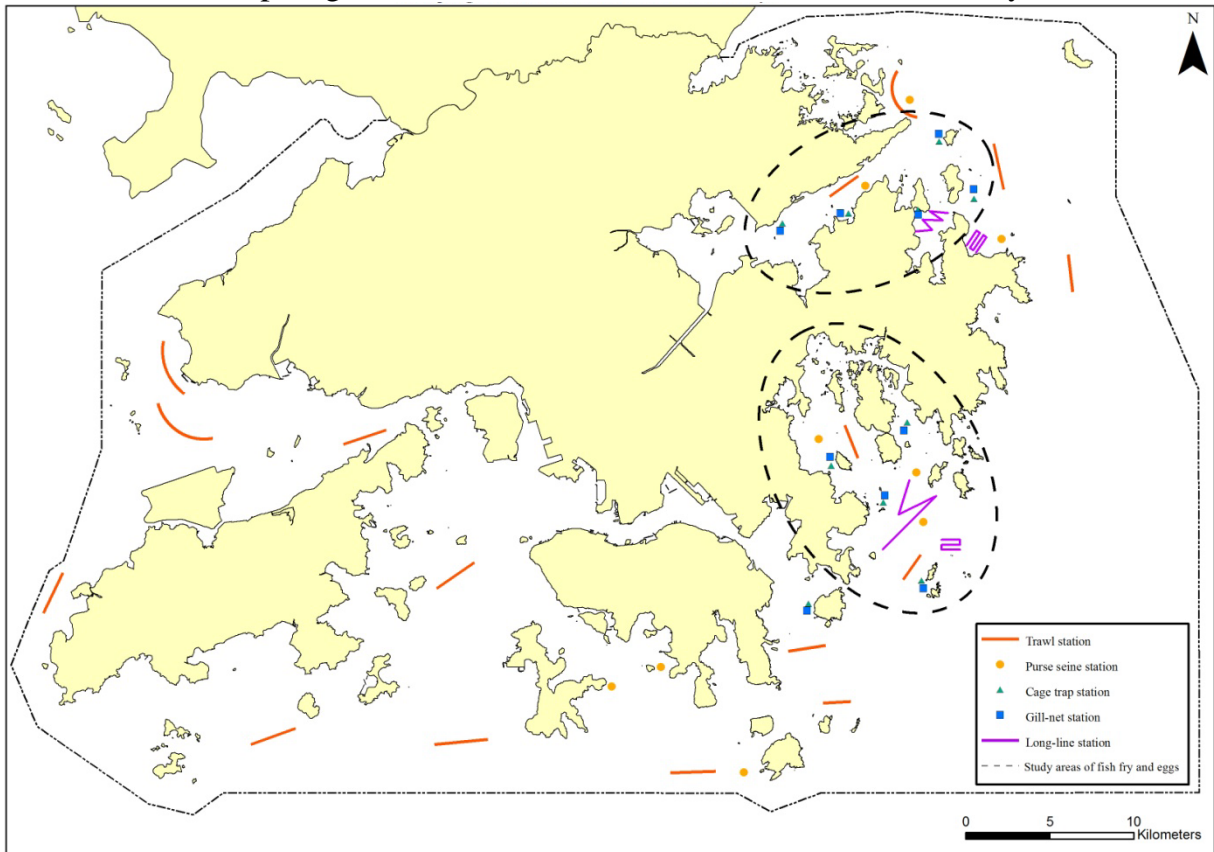 N
Trawl station
Purse seine station
Cage trap station
Gill-net station
Long-line station
Study areas of fish fry and eggs
0 5 10
Kilometers